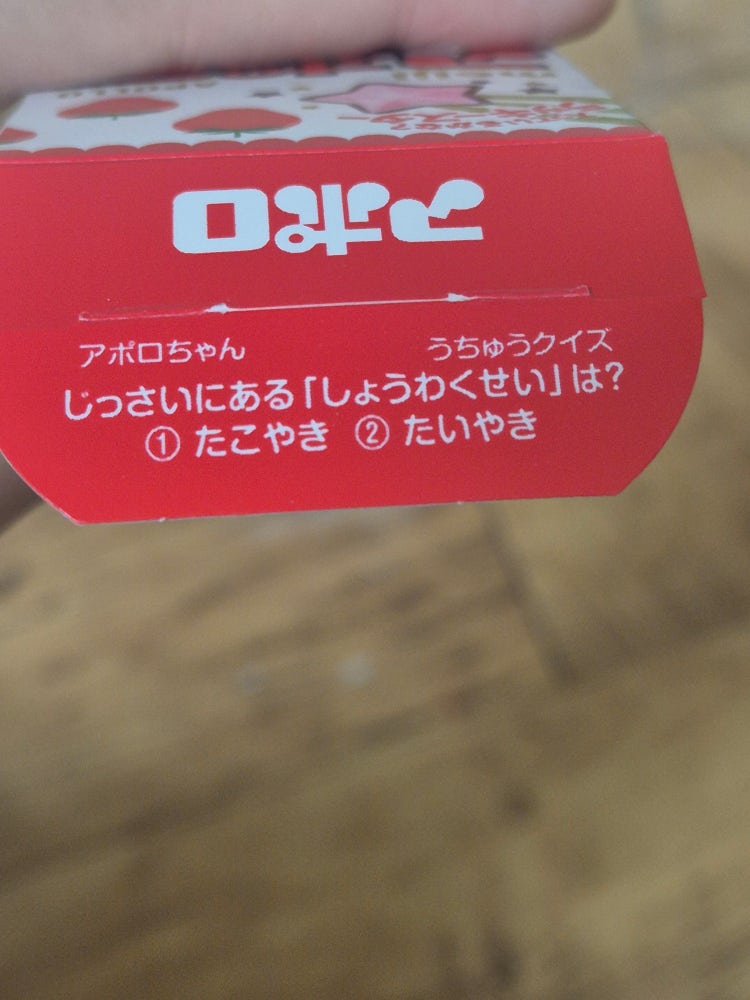 アポロ
アポロちゃん うちゅうクイズ
じっさいにある「しょうわくせい」は?
① たこやき ② たいやき